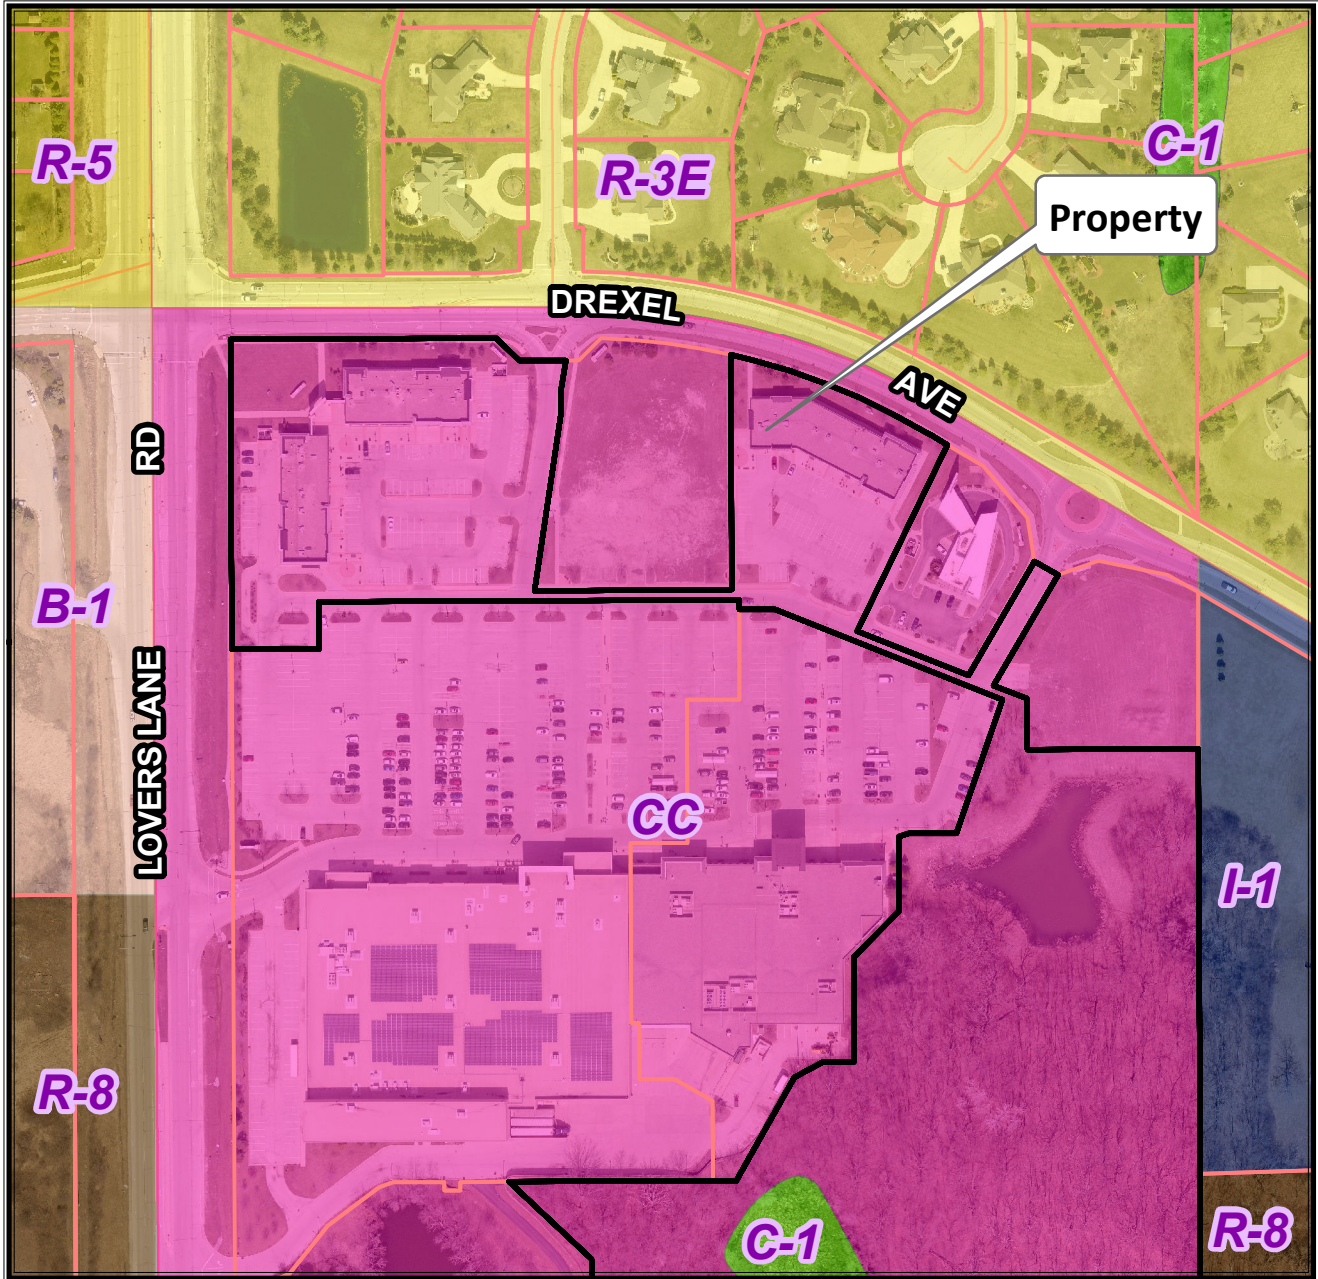 R-5
R-3E
C-1
Property
DREXEL
AVE
RD
B-1
LOVERS LANE
CC
I-1
R-8
C-1
R-8